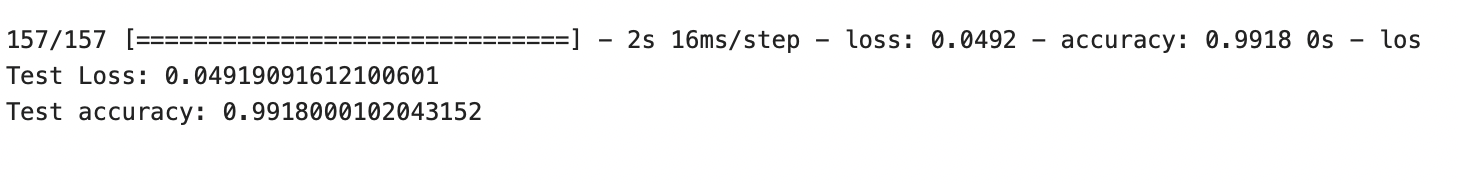 157/157 [==============================] - 2s 16ms/step - loss: 0.0492 - accuracy: 0.9918 0s - los
Test Loss: 0.04919091612100601
Test accuracy: 0.9918000102043152